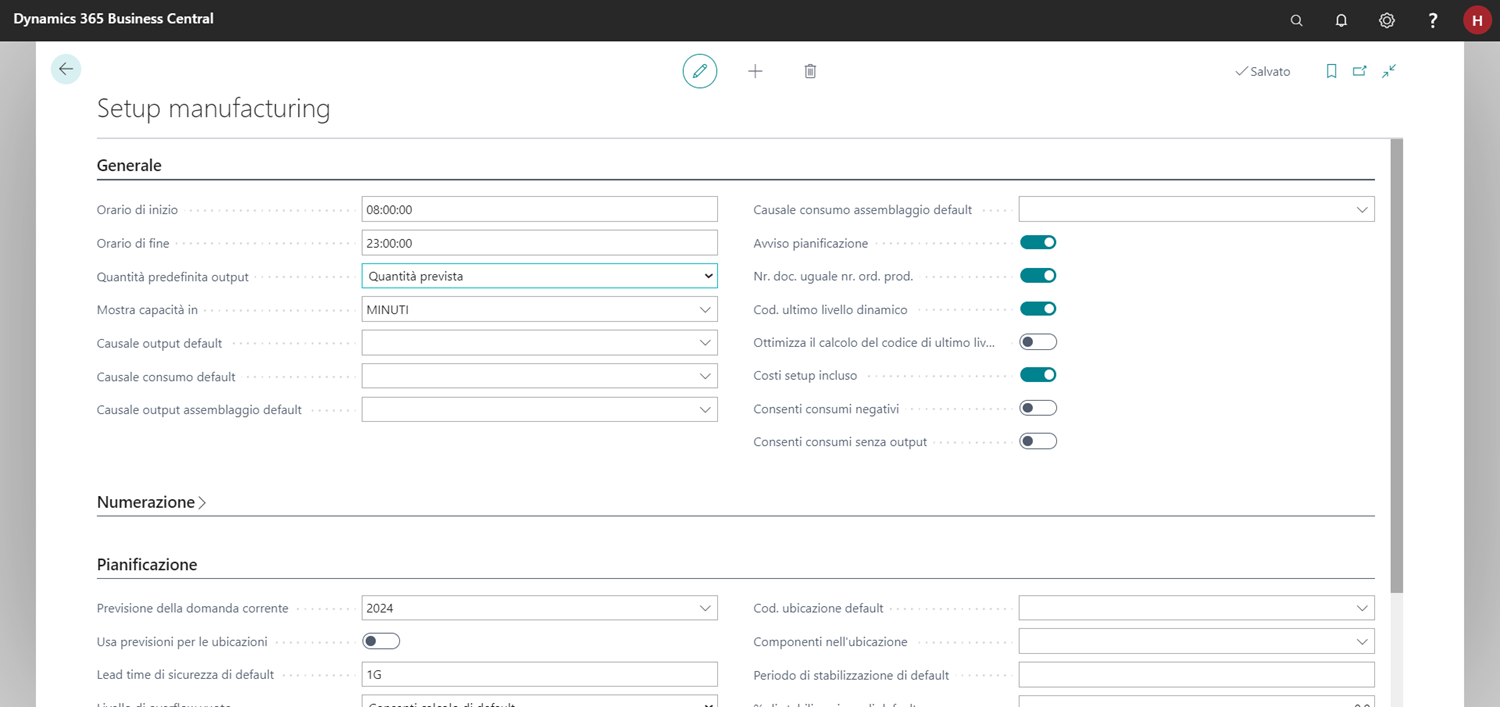 Dynamics 365 Business Central
?
H
Salvato
Setup manufacturing
Generale
Orario di inizio 08:00:00
Orario di fine 23:00:00
Quantità predefinita output Quantità prevista
Mostra capacità in MINUTI
Causale output default
Causale consumo default
Causale output assemblaggio default
Causale consumo assemblaggio default
Avviso pianificazione
Nr. doc. uguale nr. ord. prod.
Cod. ultimo livello dinamico
Ottimizza il calcolo del codice di ultimo liv...
Costi setup incluso
Consenti consumi negativi
Consenti consumi senza output
Numerazione
Pianificazione
Previsione della domanda corrente 2024
Usa previsioni per le ubicazioni
Lead time di sicurezza di default 1G
Consenti calcolo di default
Cod. ubicazione default
Componenti nell'ubicazione
Periodo di stabilizzazione di default